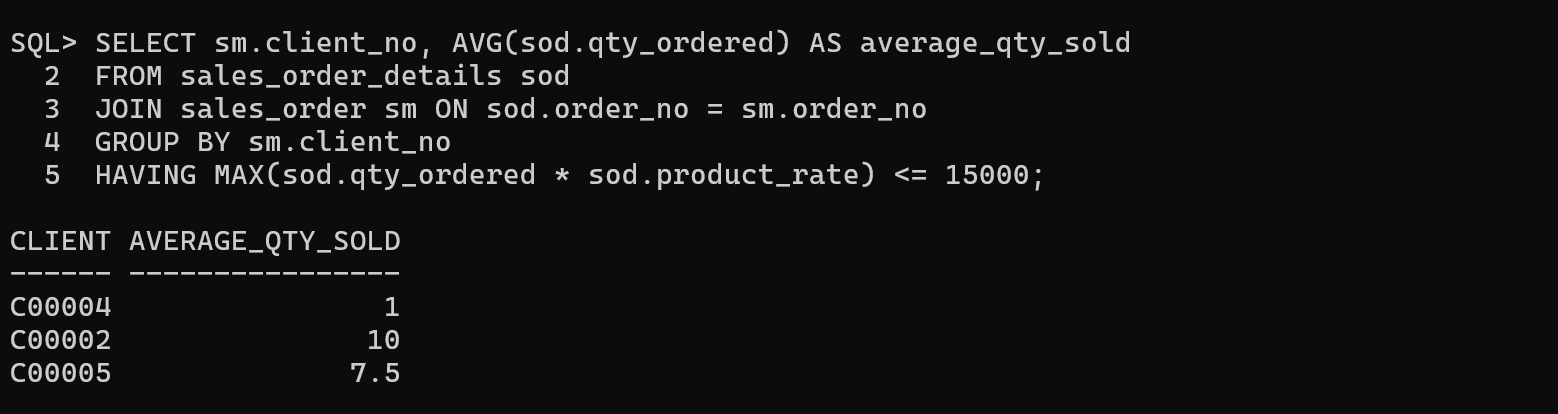 SQL> SELECT sm.client_no, AVG(sod.qty_ordered) AS average_qty_sold
  2  FROM sales_order_details sod
  3  JOIN sales_order sm ON sod.order_no = sm.order_no
  4  GROUP BY sm.client_no
  5  HAVING MAX(sod.qty_ordered * sod.product_rate) <= 15000;

CLIENT AVERAGE_QTY_SOLD
------ ----------------
C00004                1
C00002               10
C00005              7.5